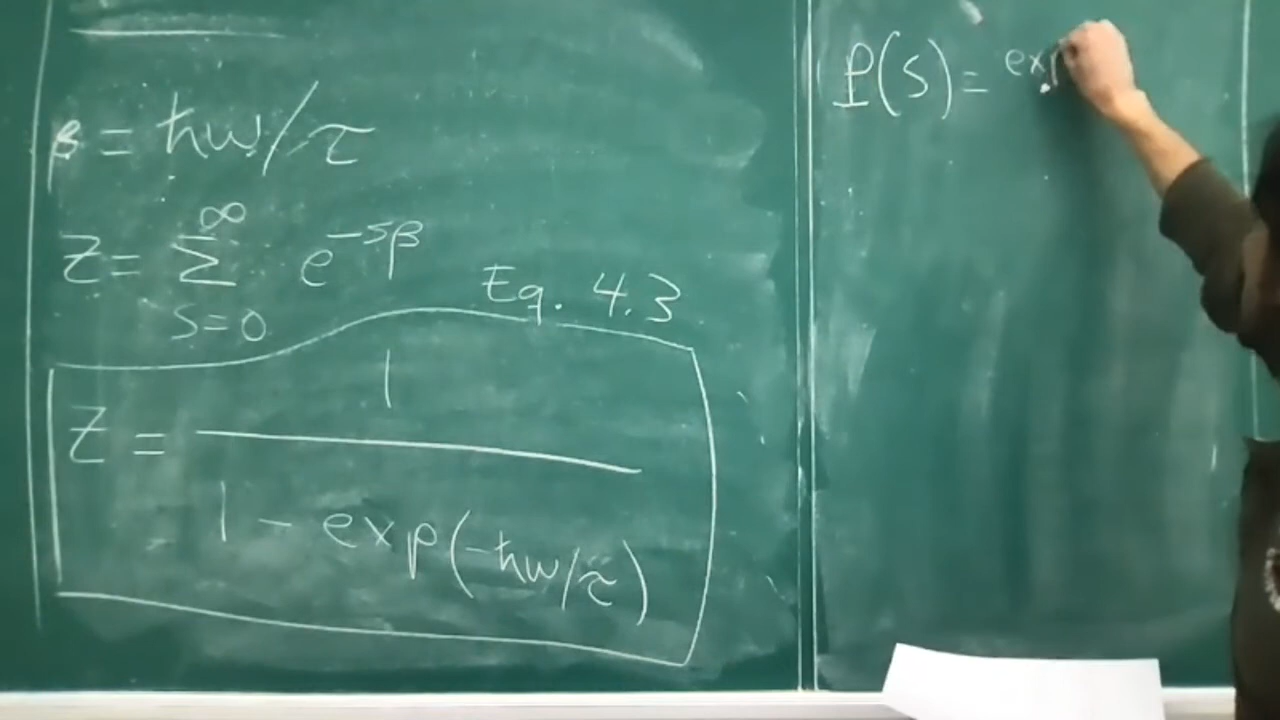 β = ħω/τ
Z = ∑ e^{-sβ}
∞
s=0
Eq. 4.3
Z = 1
1 - exp(-ħω/τ)
P(s) = exp